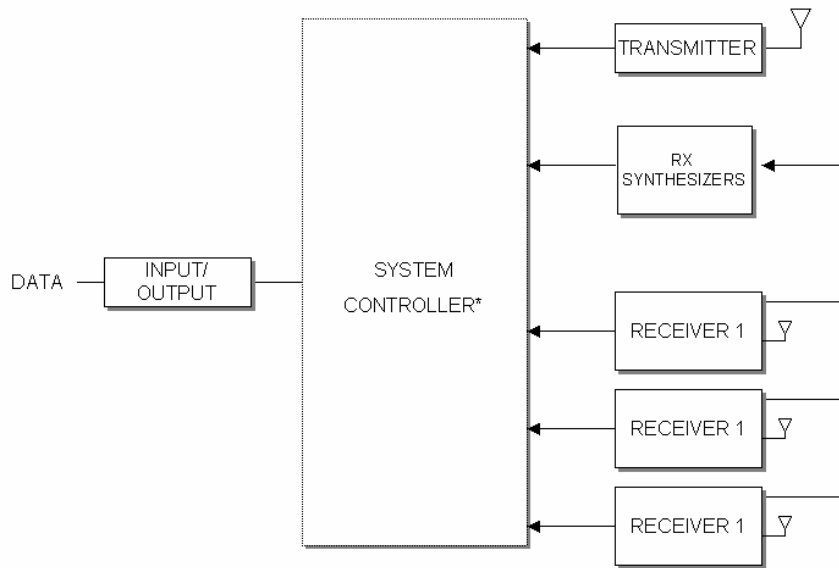 TRANSMITTER
RX
SYNTHESIZERS
DATA
INPUT/
OUTPUT
SYSTEM
CONTROLLER*
RECEIVER 1
RECEIVER 1
RECEIVER 1